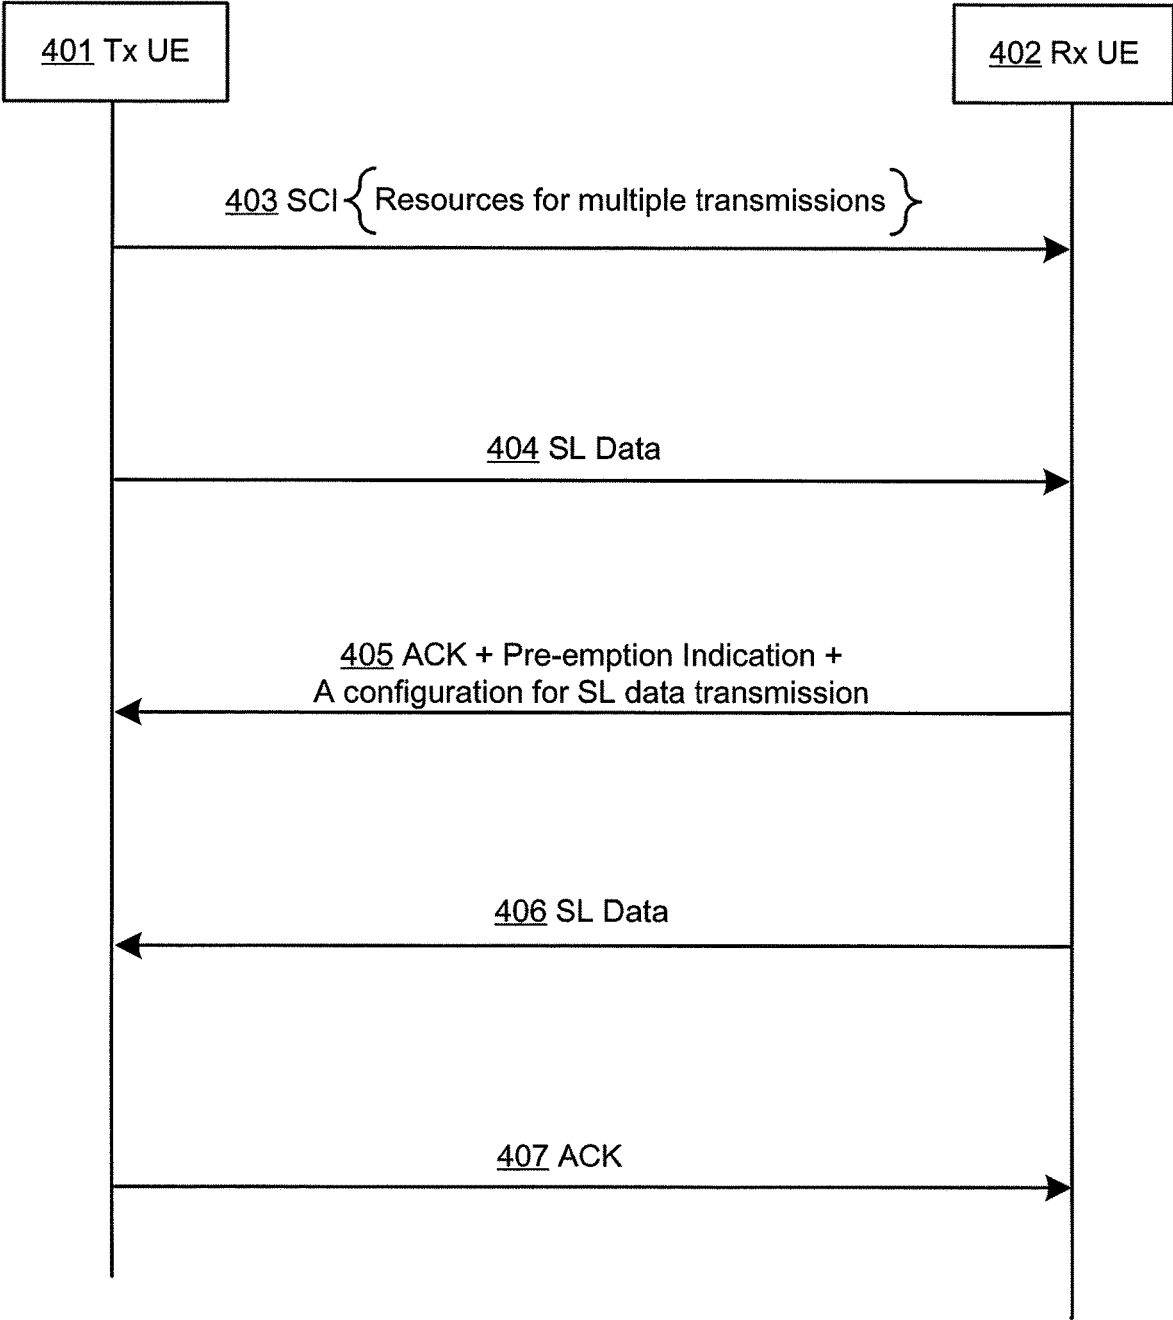 401 Tx UE
402 Rx UE
403 SCI { Resources for multiple transmissions }
404 SL Data
405 ACK + Pre-emption Indication +
A configuration for SL data transmission
406 SL Data
407 ACK